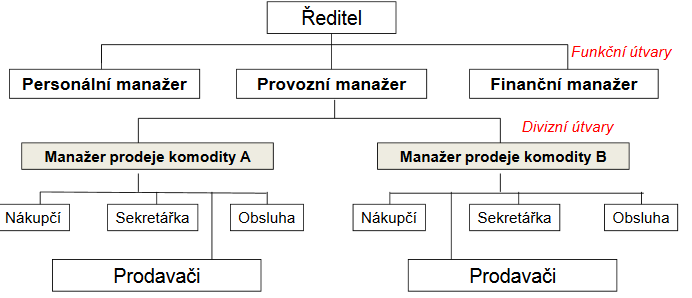 Ředitel
Funkční útvary
Personální manažer
Provozní manažer
Finanční manažer
Divizní útvary
Manažer prodeje komodity A
Manažer prodeje komodity B
Nákupčí
Sekretářka
Obsluha
Nákupčí
Sekretářka
Obsluha
Prodavači
Prodavači